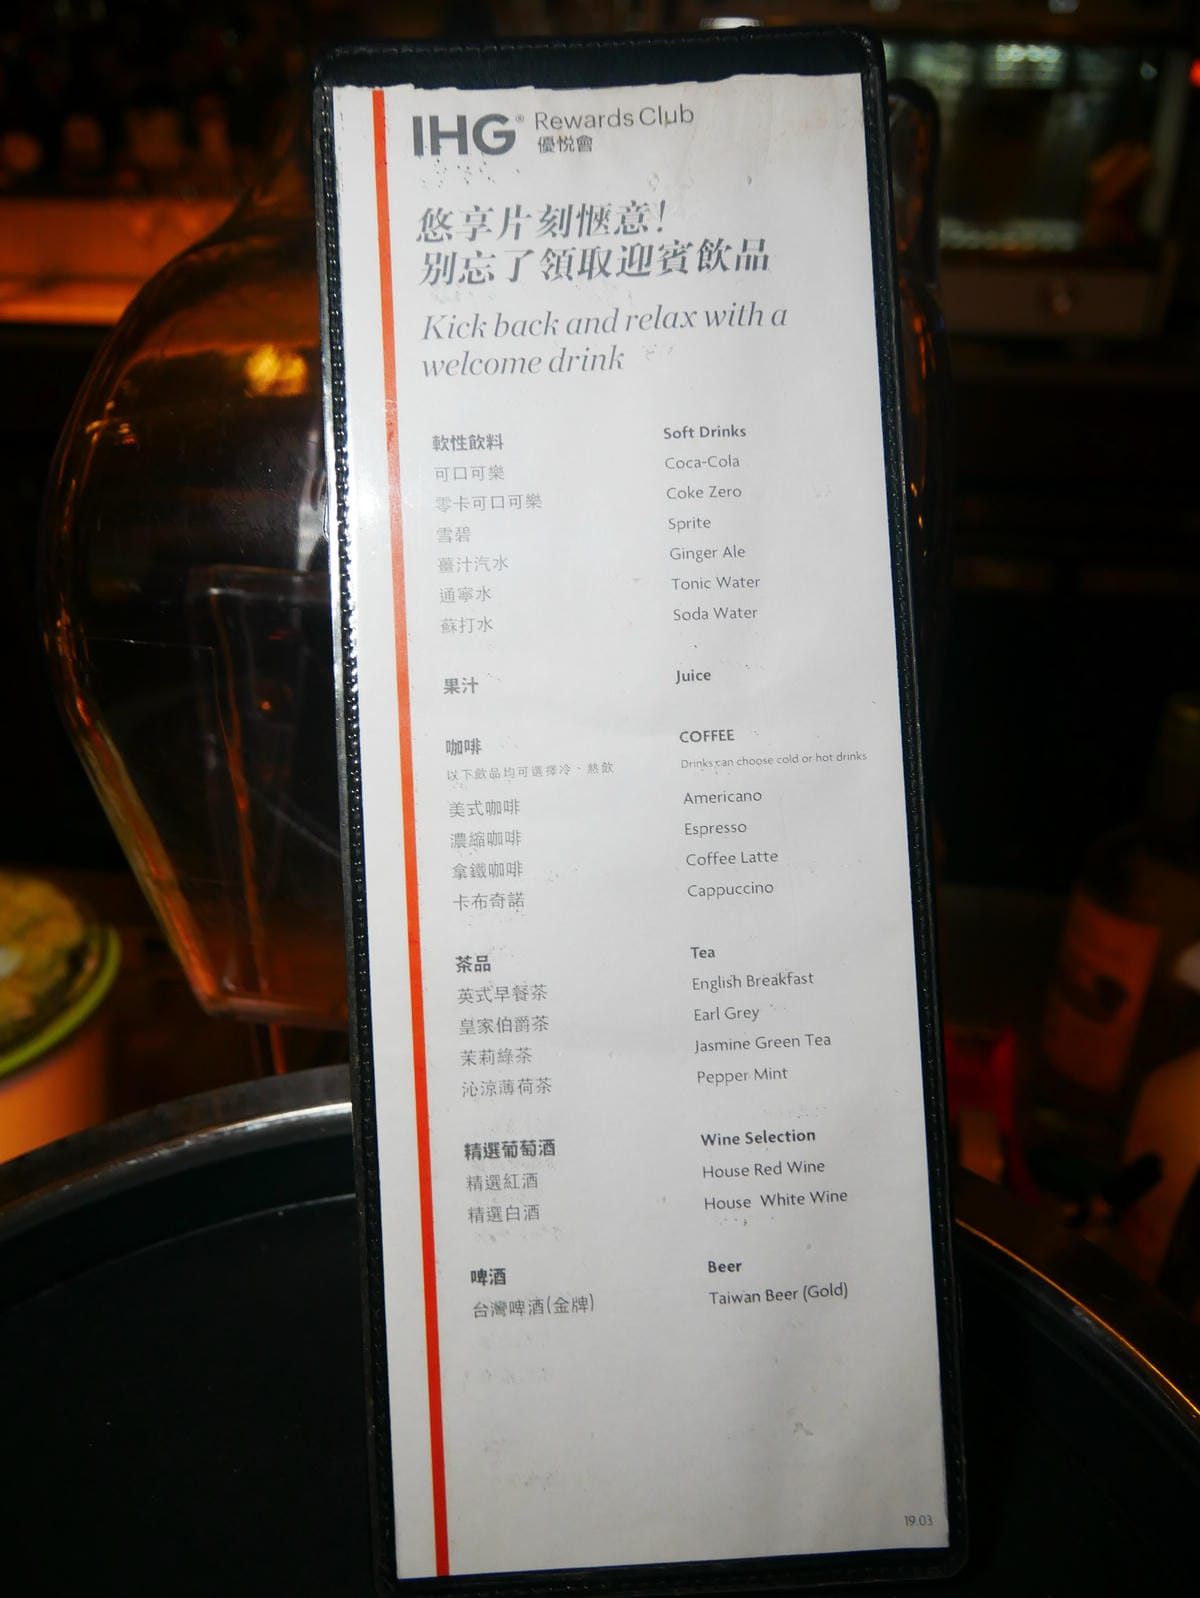 IHG® Rewards Club
優悅會
悠享片刻愜意!
別忘了領取迎賓飲品
Kick back and relax with a
welcome drink
軟性飲料 Soft Drinks
可口可樂 Coca-Cola
零卡可口可樂 Coke Zero
雪碧 Sprite
薑汁汽水 Ginger Ale
通寧水 Tonic Water
蘇打水 Soda Water
果汁 Juice
咖啡 COFFEE
以下飲品均可選擇冷、熱飲 Drinks can choose cold or hot drinks
美式咖啡 Americano
濃縮咖啡 Espresso
拿鐵咖啡 Coffee Latte
卡布奇諾 Cappuccino
茶品 Tea
英式早餐茶 English Breakfast
皇家伯爵茶 Earl Grey
茉莉綠茶 Jasmine Green Tea
沁涼薄荷茶 Pepper Mint
精選葡萄酒 Wine Selection
精選紅酒 House Red Wine
精選白酒 House White Wine
啤酒 Beer
台灣啤酒(金牌) Taiwan Beer (Gold)
19.03